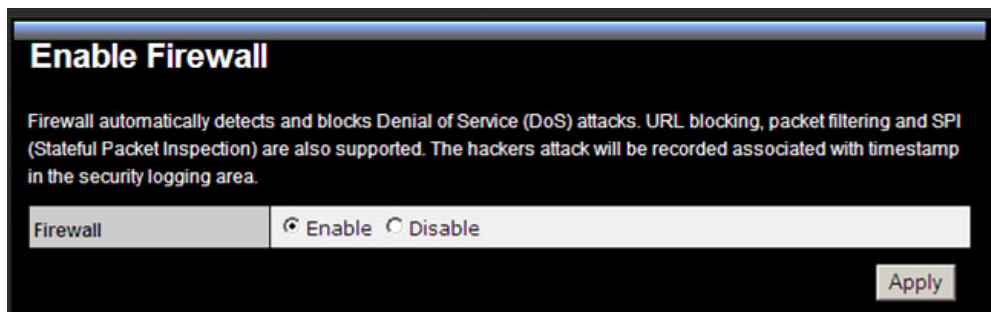 Enable Firewall
Firewall automatically detects and blocks Denial of Service (DoS) attacks. URL blocking, packet filtering and SPI
(Stateful Packet Inspection) are also supported. The hackers attack will be recorded associated with timestamp
in the security logging area.
Firewall Enable Disable
Apply